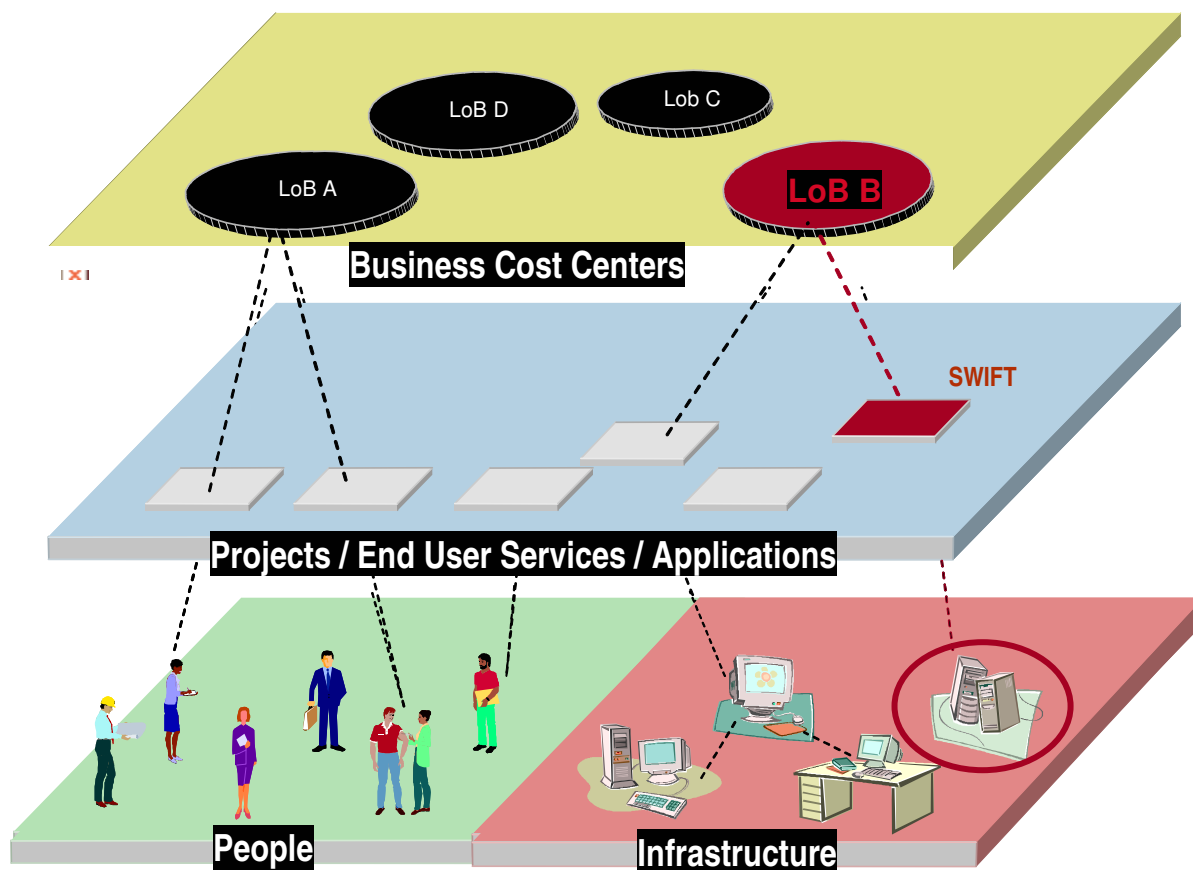 LoB D
Lob C
LoB A
LoB B
Business Cost Centers
SWIFT
Projects / End User Services / Applications
People
Infrastructure